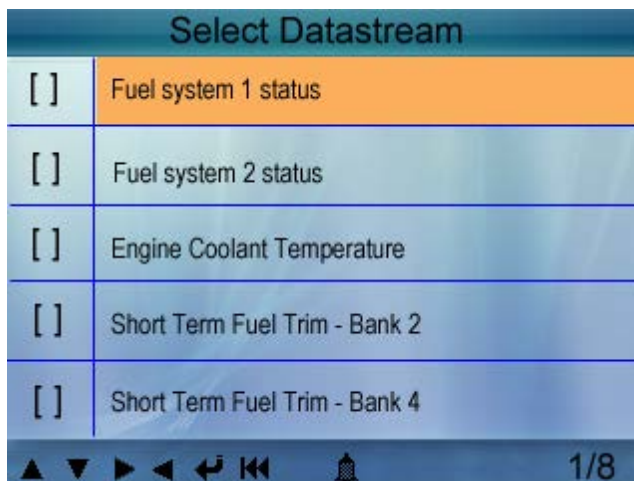 Select Datastream
[ ] Fuel system 1 status
[ ] Fuel system 2 status
[ ] Engine Coolant Temperature
[ ] Short Term Fuel Trim - Bank 2
[ ] Short Term Fuel Trim - Bank 4
1/8